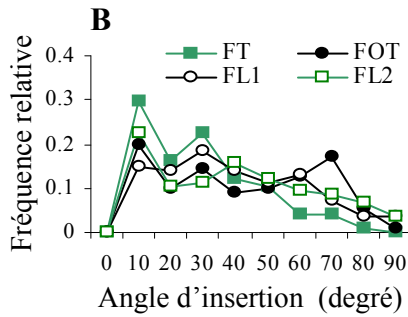 B
FT FOT
FL1 FL2
Fréquence relative
0.4
0.3
0.2
0.1
0
0 10 20 30 40 50 60 70 80 90
Angle d'insertion (degré)